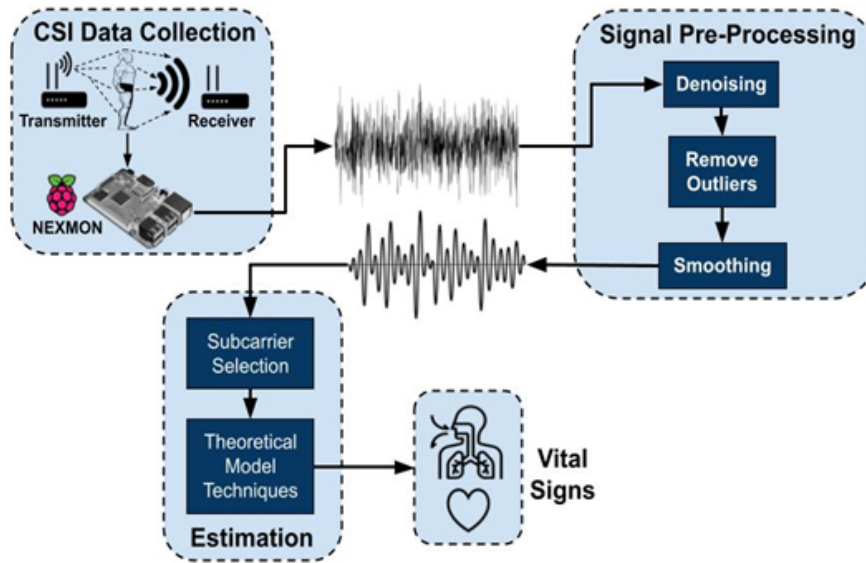 CSI Data Collection
Transmitter
Receiver
NEXMON
Signal Pre-Processing
Denoising
Remove
Outliers
Smoothing
Subcarrier
Selection
Theoretical
Model
Techniques
Estimation
Vital
Signs